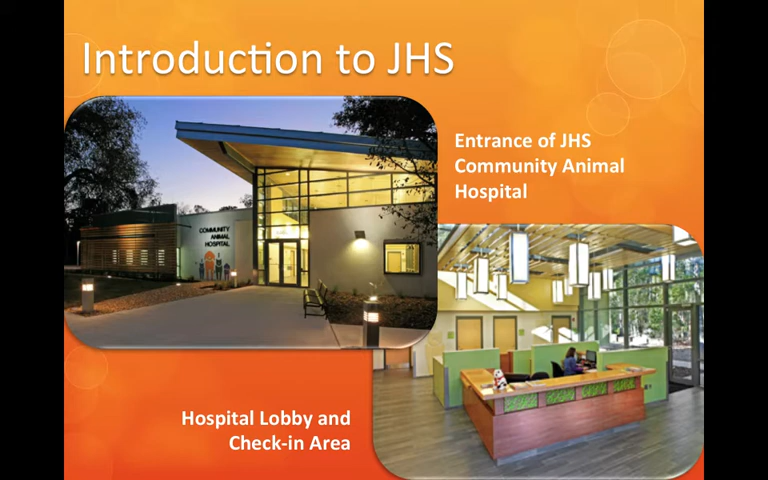 Introduction to JHS
Entrance of JHS
Community Animal
Hospital
COMMUNITY
ANIMAL
HOSPITAL
Hospital Lobby and
Check-in Area